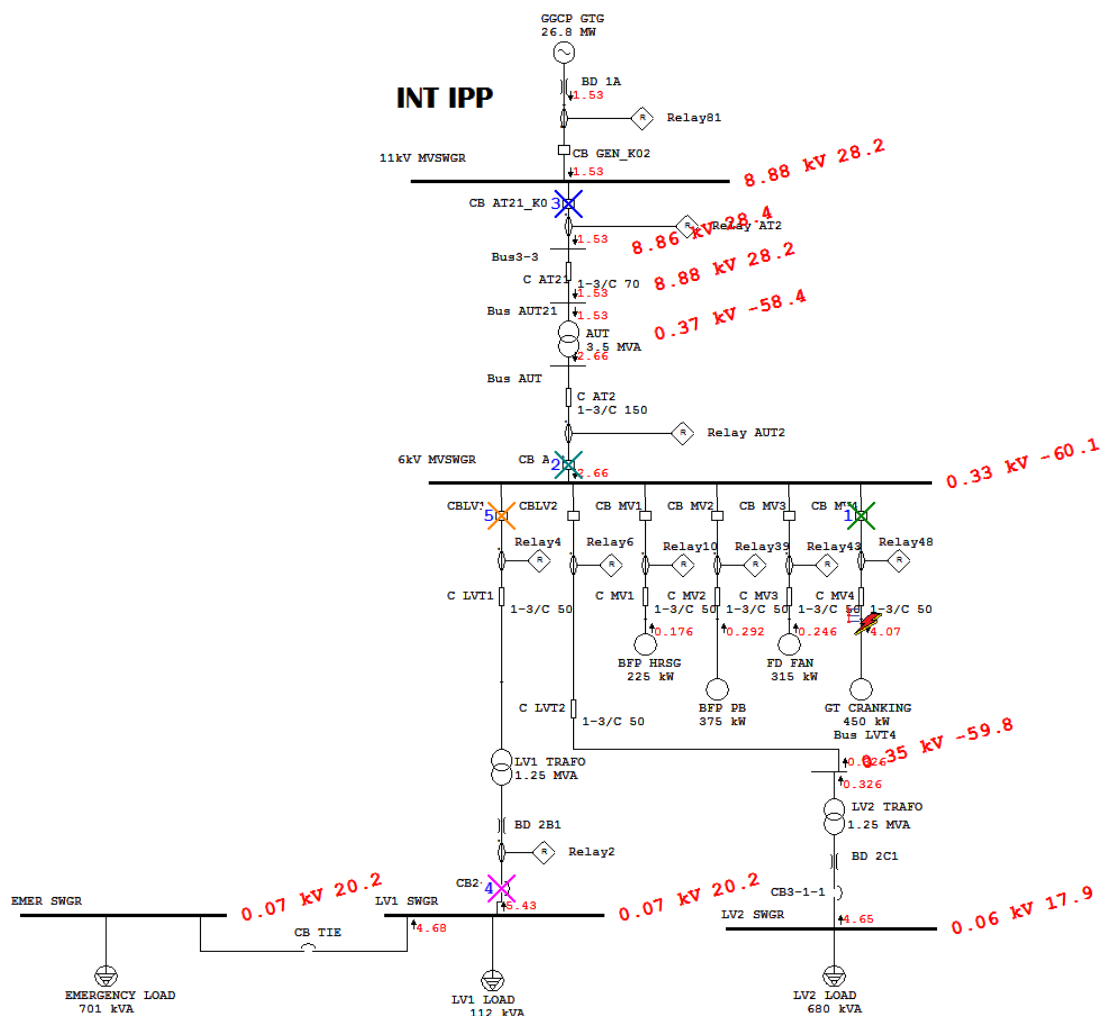 GGCP GTG
26.8 MW
BD 1A
1.53
INT IPP
Relay81
R
CB GEN_K02
11kV MVSWGR
1.53
8.88 kV 28.2
CB AT21_K0
3
R
Relay AT2
1.53
8.86 kV 28.4
Bus3-3
C AT21
1-3/C 70
8.88 kV 28.2
1.53
Bus AUT21
1.53
0.37 kV -58.4
AUT
3.5 MVA
2.66
Bus AUT
C AT2
1-3/C 150
R
Relay AUT2
6kV MVSWGR
CB A
2
2.66
0.33 kV -60.1
CBLV1
5
CBLV2
CB MV1
CB MV2
CB MV3
1
Relay4
Relay6
Relay10
Relay39
Relay43
Relay48
R
R
R
R
R
R
C LVT1
C MV1
C MV2
C MV3
C MV4
1-3/C 50
1-3/C 50
1-3/C 50
1-3/C 50
1-3/C 50
0.176
0.292
0.246
4.07
BFP HRSG
225 kW
FD FAN
315 kW
C LVT2
1-3/C 50
BFP PB
375 kW
GT CRANKING
450 kW
Bus LVT4
0.35 kV -59.8
0.326
LV1 TRAFO
1.25 MVA
LV2 TRAFO
1.25 MVA
BD 2B1
R
Relay2
BD 2C1
4
CB3-1-1
EMER SWGR
0.07 kV 20.2
LV1 SWGR
5.43
0.07 kV 20.2
LV2 SWGR
4.65
0.06 kV 17.9
CB TIE
4.68
EMERGENCY LOAD
701 kVA
LV1 LOAD
112 kVA
LV2 LOAD
680 kVA